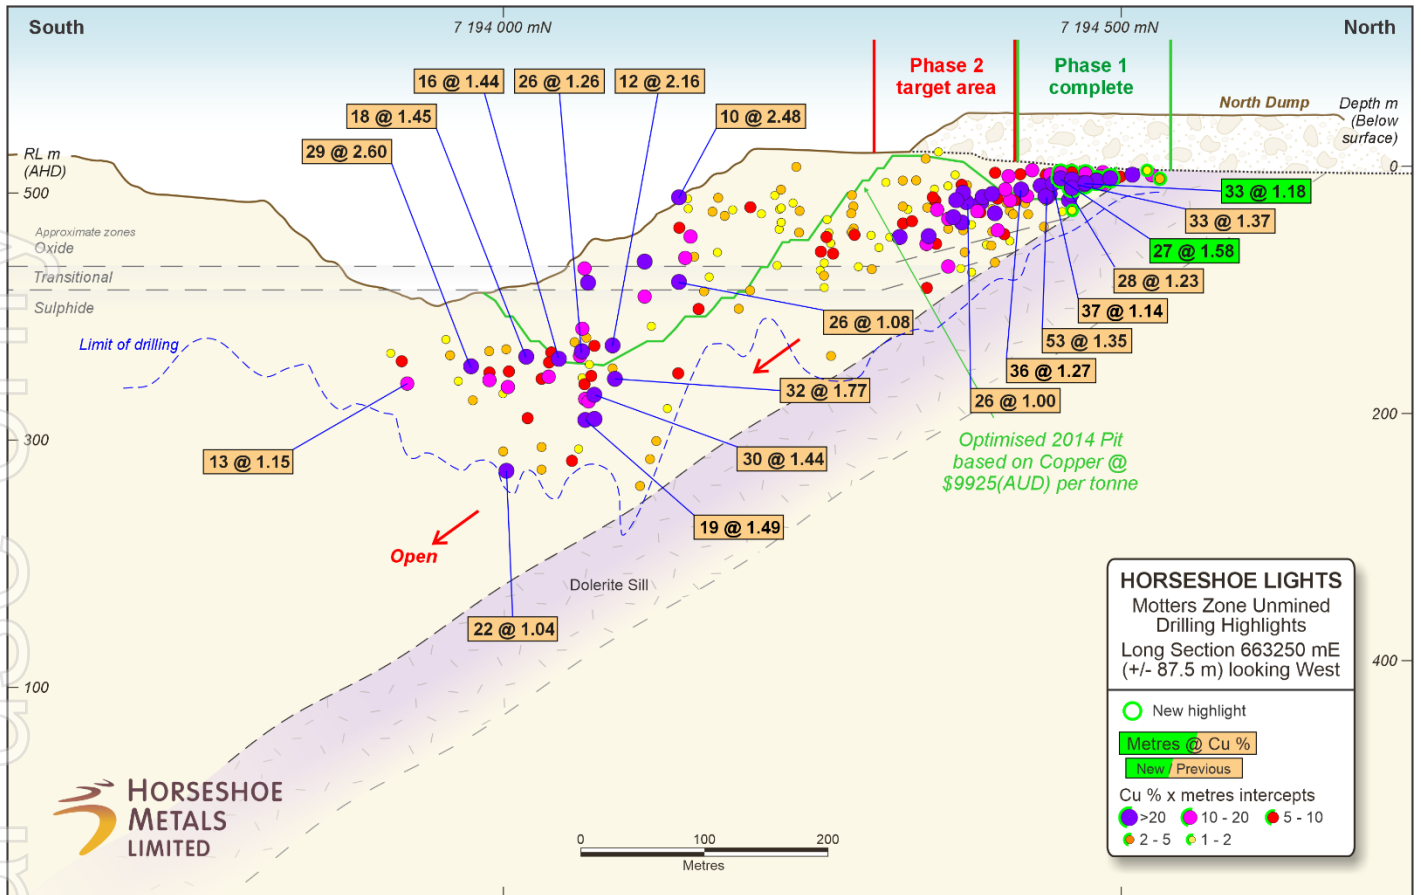 South
7 194 000 mN
7 194 500 mN
North
Phase 2
target area
Phase 1
complete
North Dump
Depth m
(Below
surface)
0
200
400
RL m
(AHD)
500
300
100
Approximate zones
Oxide
Transitional
Sulphide
Limit of drilling
16 @ 1.44
26 @ 1.26
12 @ 2.16
18 @ 1.45
10 @ 2.48
29 @ 2.60
33 @ 1.18
33 @ 1.37
27 @ 1.58
28 @ 1.23
37 @ 1.14
26 @ 1.08
53 @ 1.35
36 @ 1.27
32 @ 1.77
26 @ 1.00
13 @ 1.15
30 @ 1.44
19 @ 1.49
22 @ 1.04
Optimised 2014 Pit
based on Copper @
$9925(AUD) per tonne
Open
Dolerite Sill
HORSESHOE LIGHTS
Motters Zone Unmined
Drilling Highlights
Long Section 663250 mE
(+/- 87.5 m) looking West
New highlight
Metres @ Cu %
New / Previous
Cu % x metres intercepts
>20 10 - 20 5 - 10
2 - 5 1 - 2
HORSESHOE
METALS
LIMITED
0 100 200
Metres